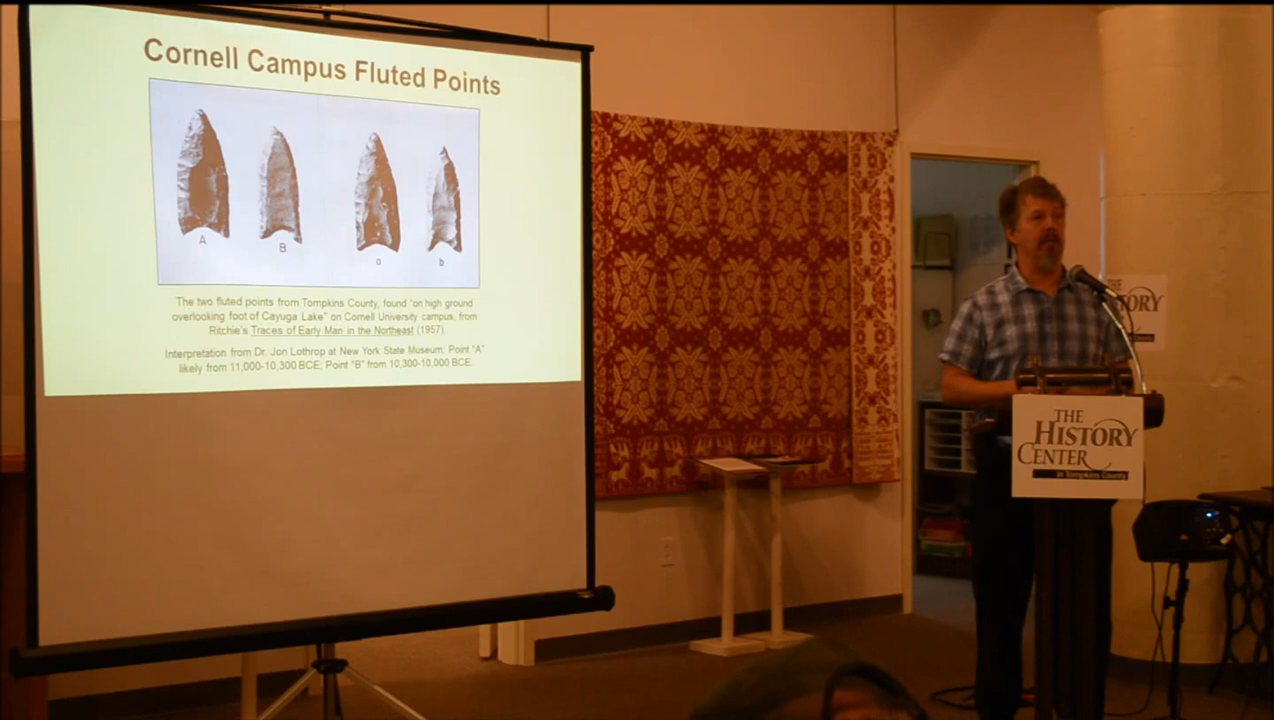 Cornell Campus Fluted Points
A B a b
The two fluted points from Tompkins County, found "on high ground
overlooking foot of Cayuga Lake" on Cornell University campus, from
Ritchie's Traces of Early Man in the Northeast (1957).
Interpretation from Dr. Jon Lothrop at New York State Museum: Point "A"
likely from 11,000-10,300 BCE; Point "B" from 10,300-10,000 BCE.
THE
HISTORY
THE
HISTORY
CENTER
in Tompkins County